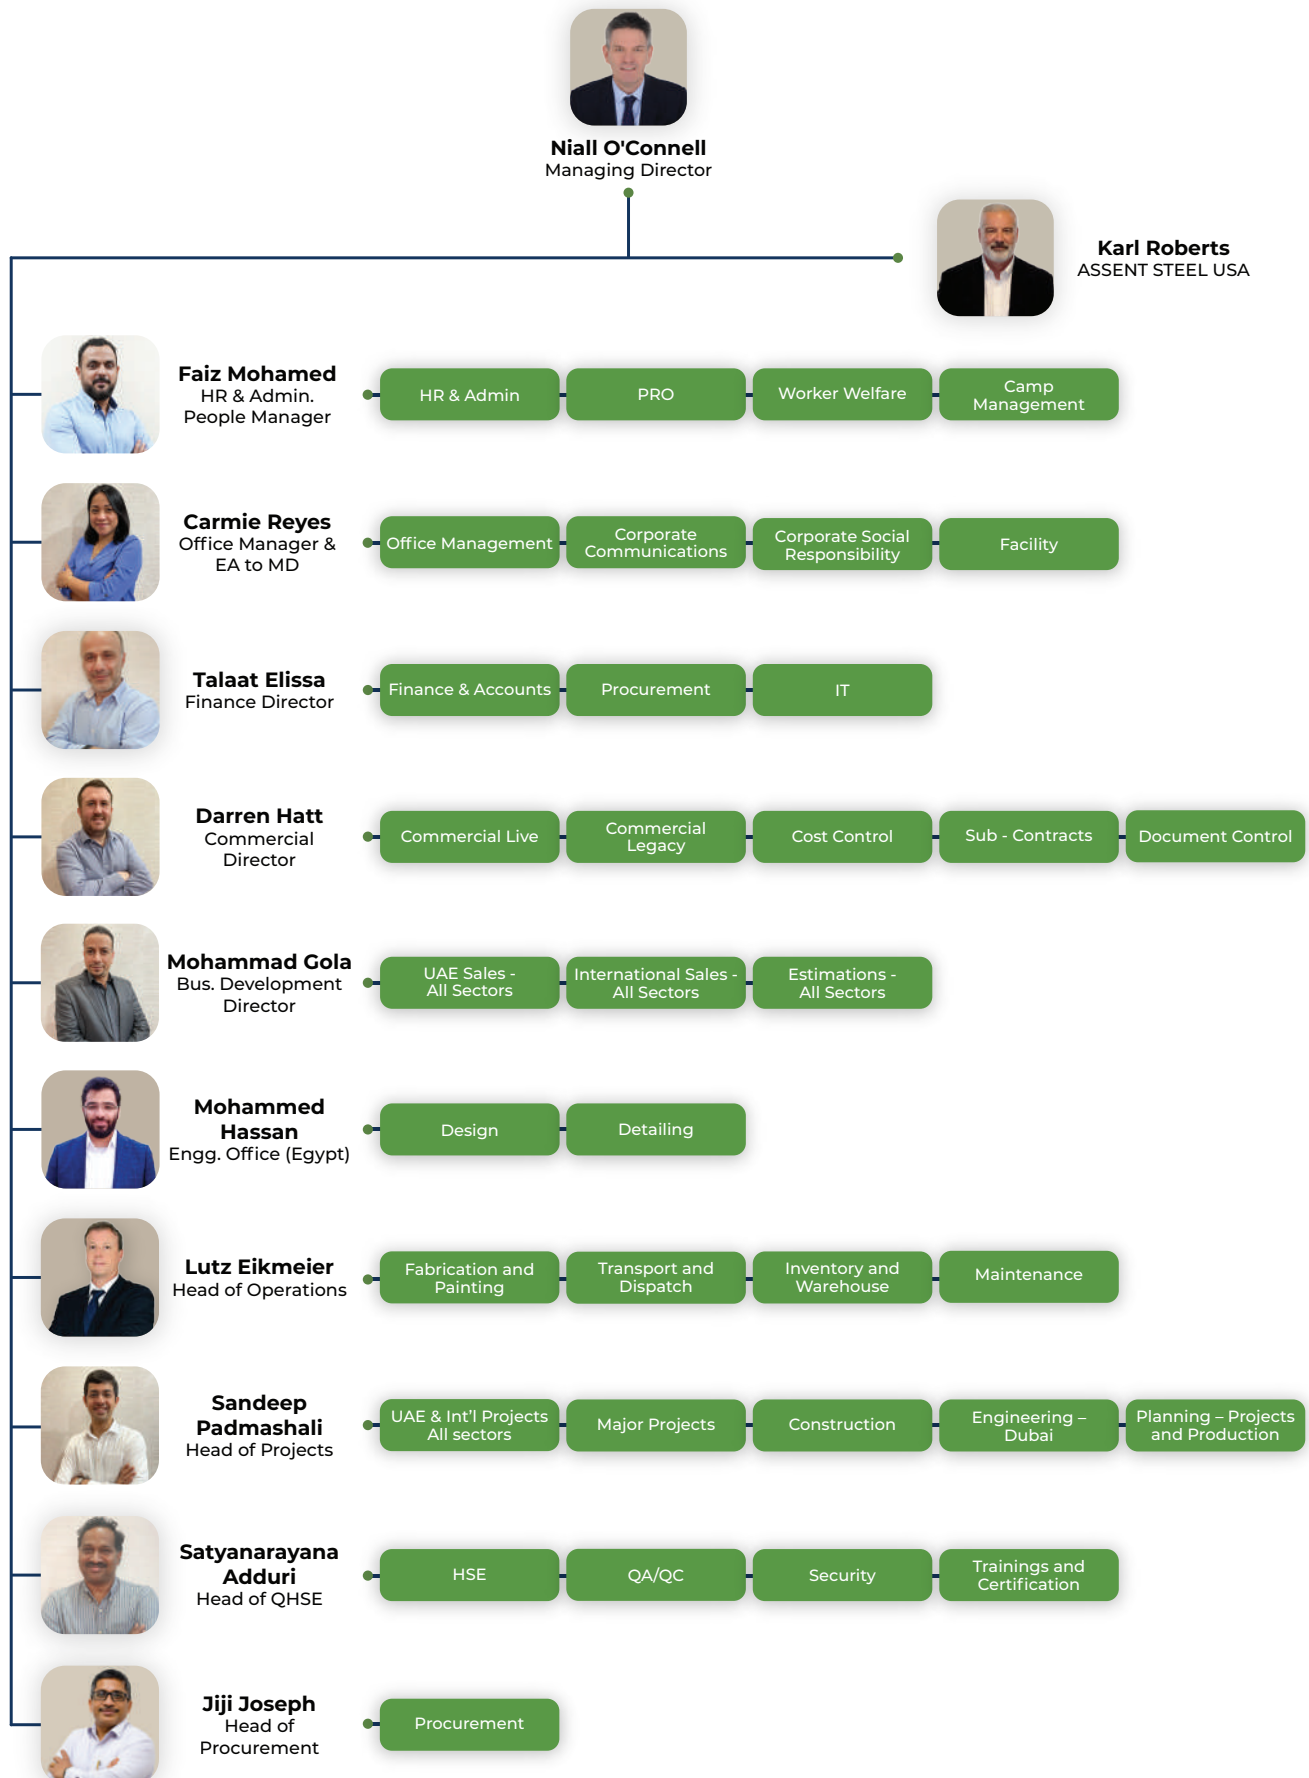 Niall O'Connell
Managing Director
Karl Roberts
ASSENT STEEL USA
Faiz Mohamed
HR & Admin.
People Manager
HR & Admin
PRO
Worker Welfare
Camp
Management
Carmie Reyes
Office Manager &
EA to MD
Office Management
Corporate
Communications
Corporate Social
Responsibility
Facility
Talaat Elissa
Finance Director
Finance & Accounts
Procurement
IT
Darren Hatt
Commercial
Director
Commercial Live
Commercial
Legacy
Cost Control
Sub - Contracts
Document Control
Mohammad Gola
Bus. Development
Director
UAE Sales -
All Sectors
International Sales -
All Sectors
Estimations -
All Sectors
Mohammed
Hassan
Engg. Office (Egypt)
Design
Detailing
Lutz Eikmeier
Head of Operations
Fabrication and
Painting
Transport and
Dispatch
Inventory and
Warehouse
Maintenance
Sandeep
Padmashali
Head of Projects
UAE & Int’l Projects
All sectors
Major Projects
Construction
Engineering –
Dubai
Planning – Projects
and Production
Satyanarayana
Adduri
Head of QHSE
HSE
QA/QC
Security
Trainings and
Certification
Jiji Joseph
Head of
Procurement
Procurement